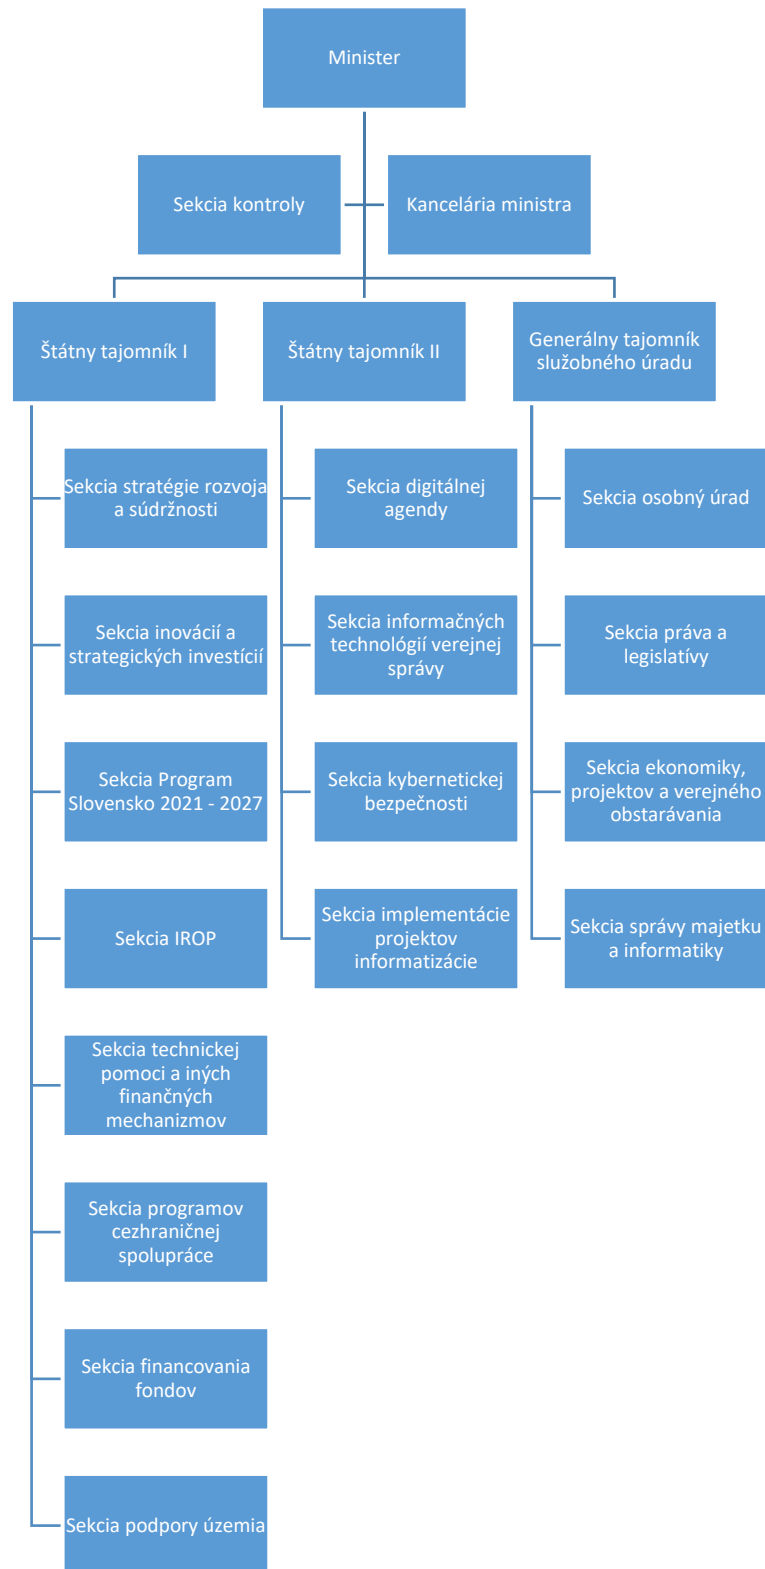 Minister
Sekcia kontroly
Kancelária ministra
Štátny tajomník I
Štátny tajomník II
Generálny tajomník
služobného úradu
Sekcia stratégie rozvoja
a súdržnosti
Sekcia digitálnej
agendy
Sekcia osobný úrad
Sekcia inovácií a
strategických investícií
Sekcia informačných
technológií verejnej
správy
Sekcia práva a
legislatívy
Sekcia Program
Slovensko 2021 - 2027
Sekcia kybernetickej
bezpečnosti
Sekcia ekonomiky,
projektov a verejného
obstarávania
Sekcia IROP
Sekcia implementácie
projektov
informatizácie
Sekcia správy majetku
a informatiky
Sekcia technickej
pomoci a iných
finančných
mechanizmov
Sekcia programov
cezhraničnej
spolupráce
Sekcia financovania
fondov
Sekcia podpory územia